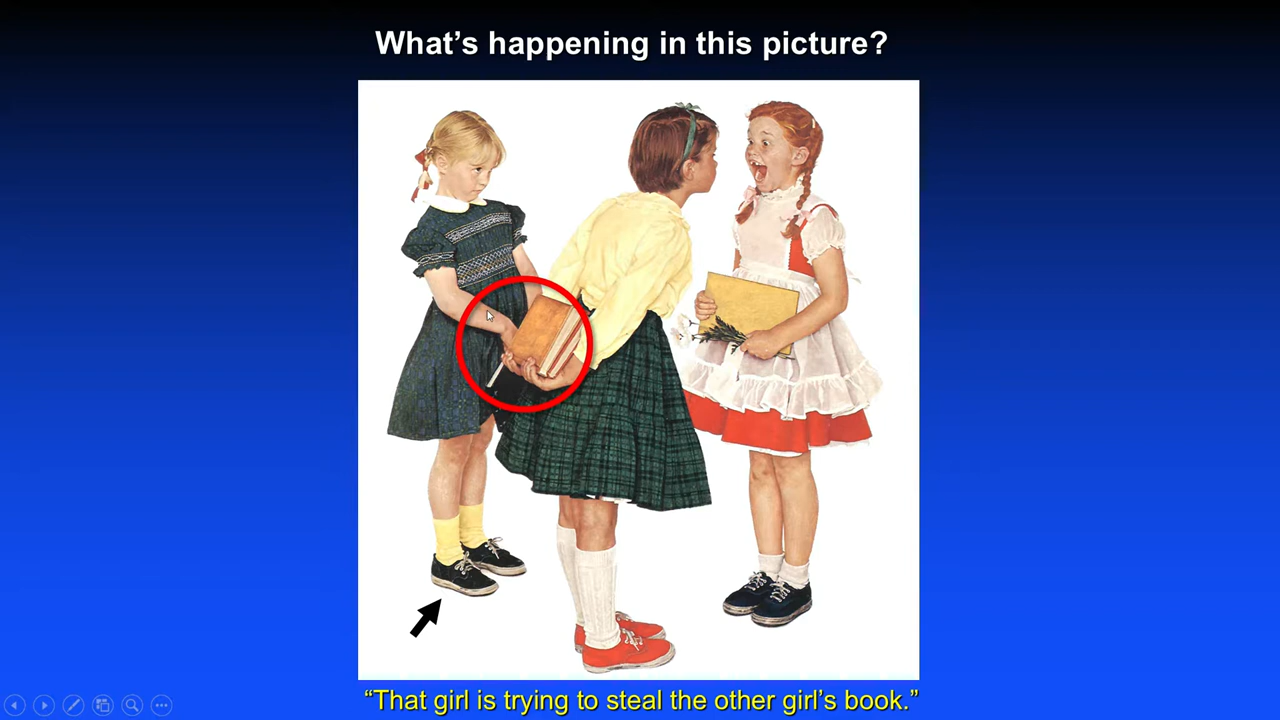 What’s happening in this picture?
“That girl is trying to steal the other girl’s book.”